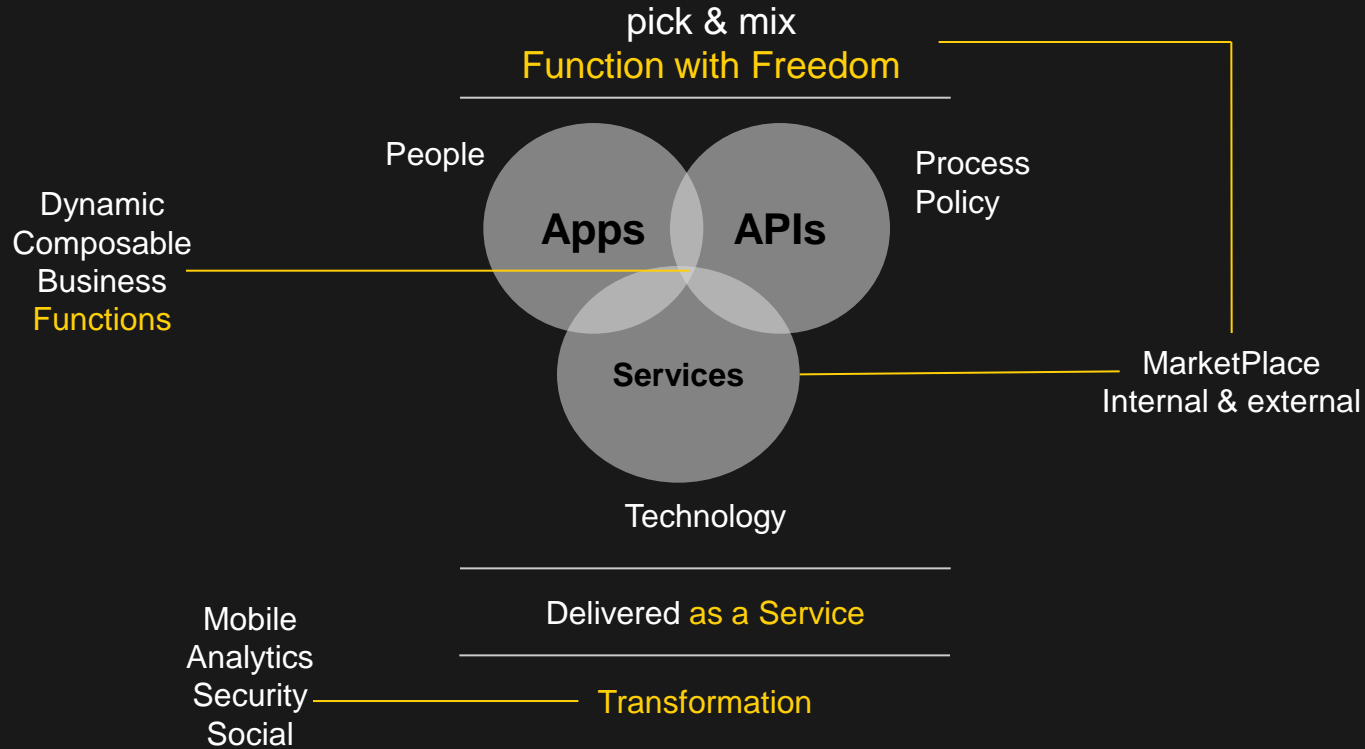 pick & mix
Function with Freedom
People
Process
Policy
Dynamic
Composable
Business
Functions
Apps
APIs
Services
MarketPlace
Internal & external
Technology
Delivered as a Service
Mobile
Analytics
Security
Social
Transformation